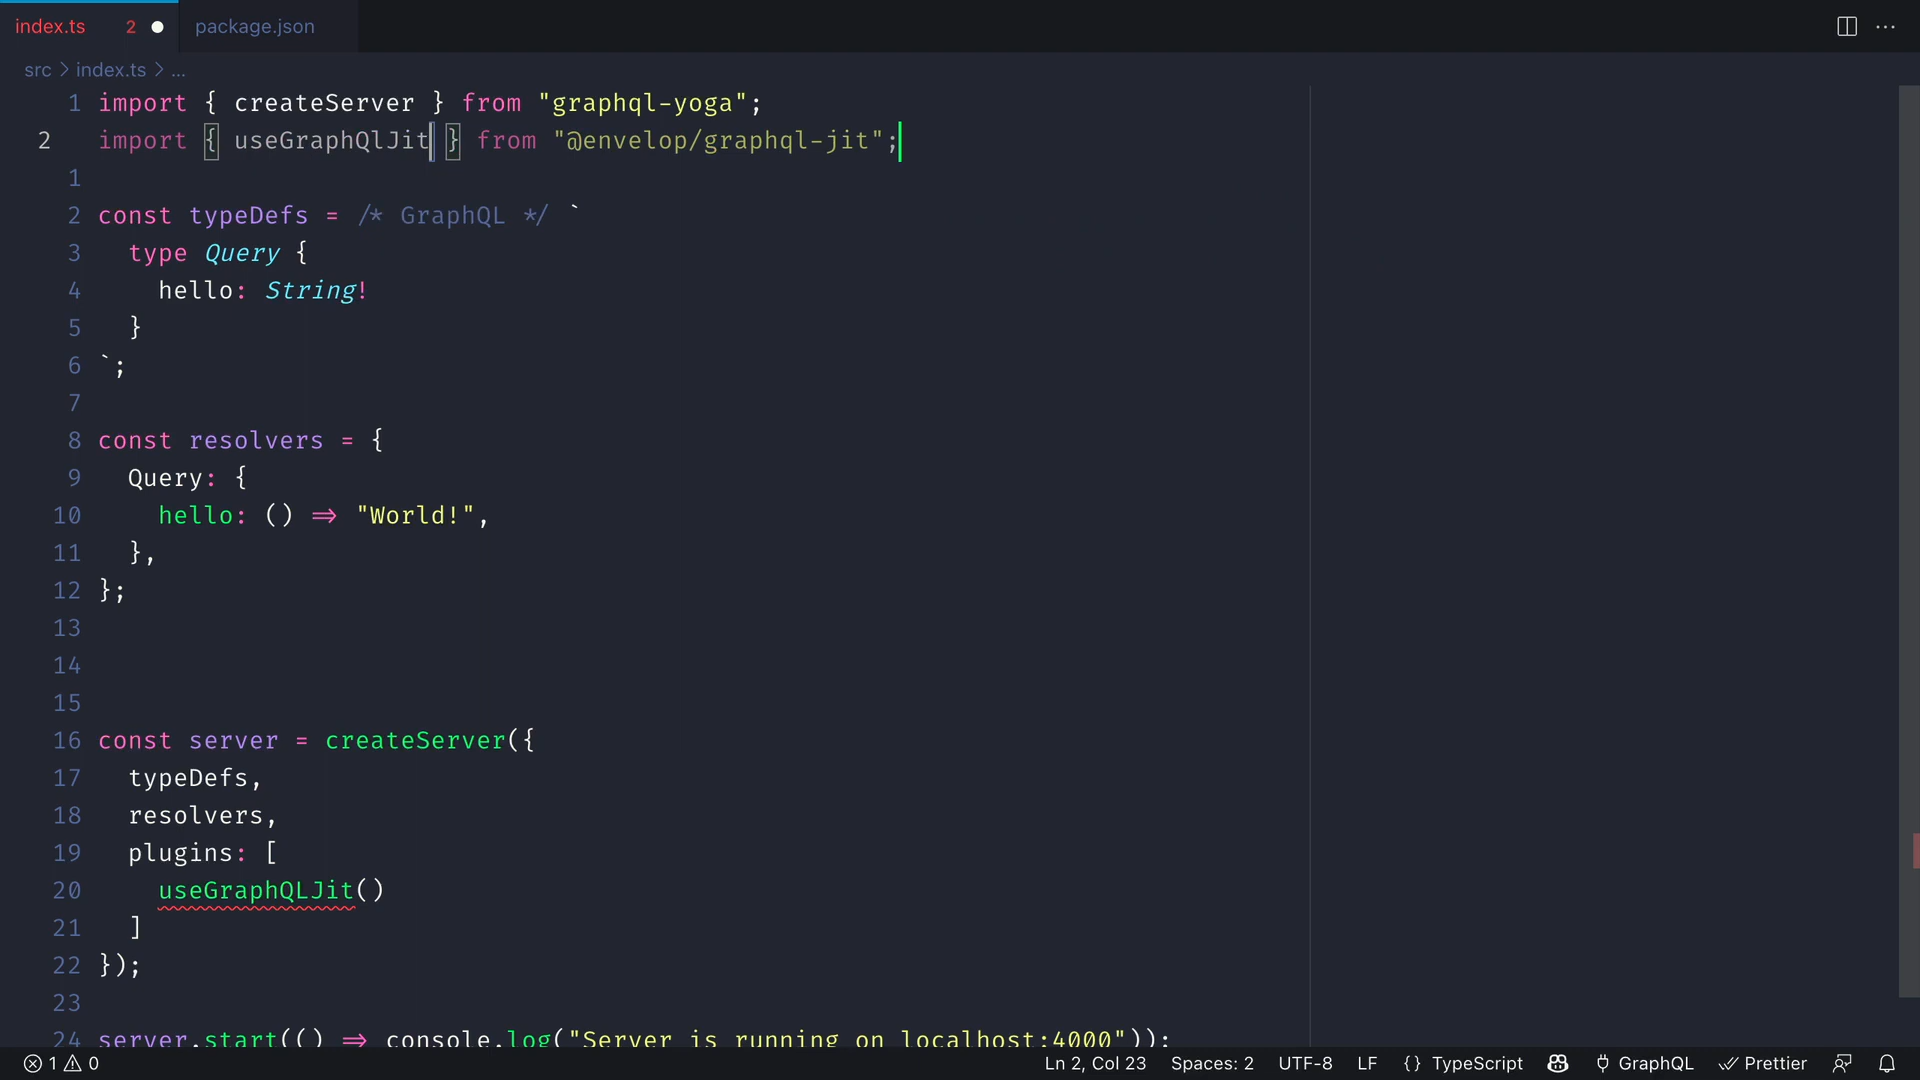 index.ts 2 package.json
src > index.ts > ...
1 import { createServer } from "graphql-yoga";
2 import { useGraphQlJit } from "@envelop/graphql-jit";
1
2 const typeDefs = /* GraphQL */ `
3 type Query {
4 hello: String!
5 }
6 `;
7
8 const resolvers = {
9 Query: {
10 hello: () => "World!",
11 },
12 };
13
14
15
16 const server = createServer({
17 typeDefs,
18 resolvers,
19 plugins: [
20 useGraphQLJit()
21 ]
22 });
23
24 server.start(() => console.log("Server is running on localhost:4000"));
1 0 Ln 2, Col 23 Spaces: 2 UTF-8 LF {} TypeScript GraphQL Prettier